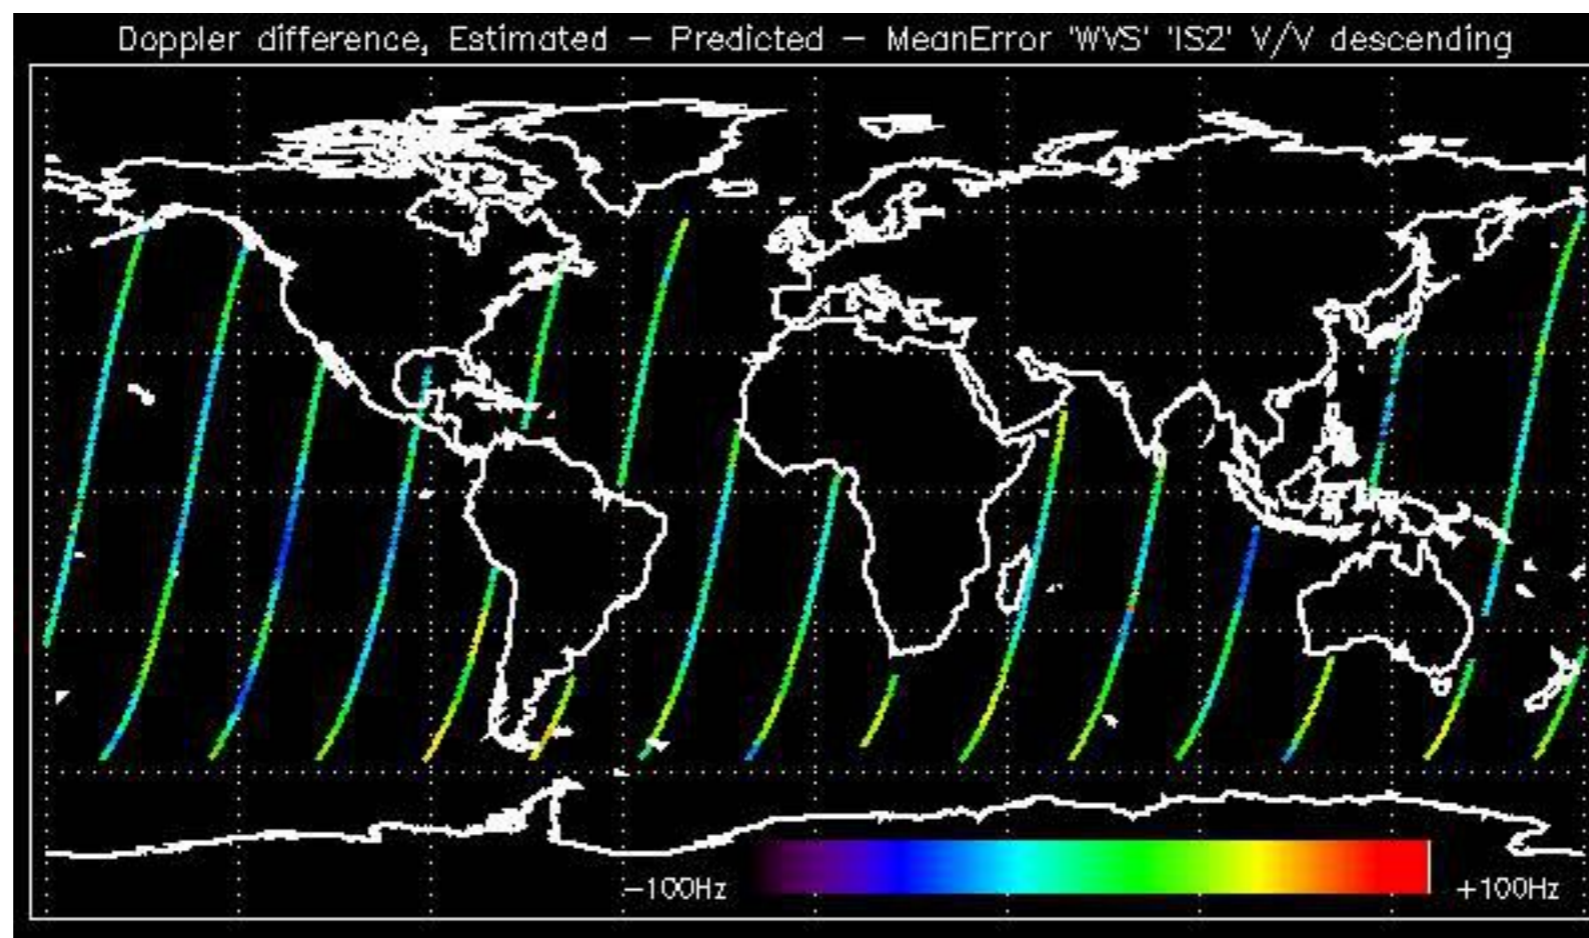 Doppler difference, Estimated – Predicted – MeanError 'WVS' 'IS2' V/V descending
–100Hz +100Hz